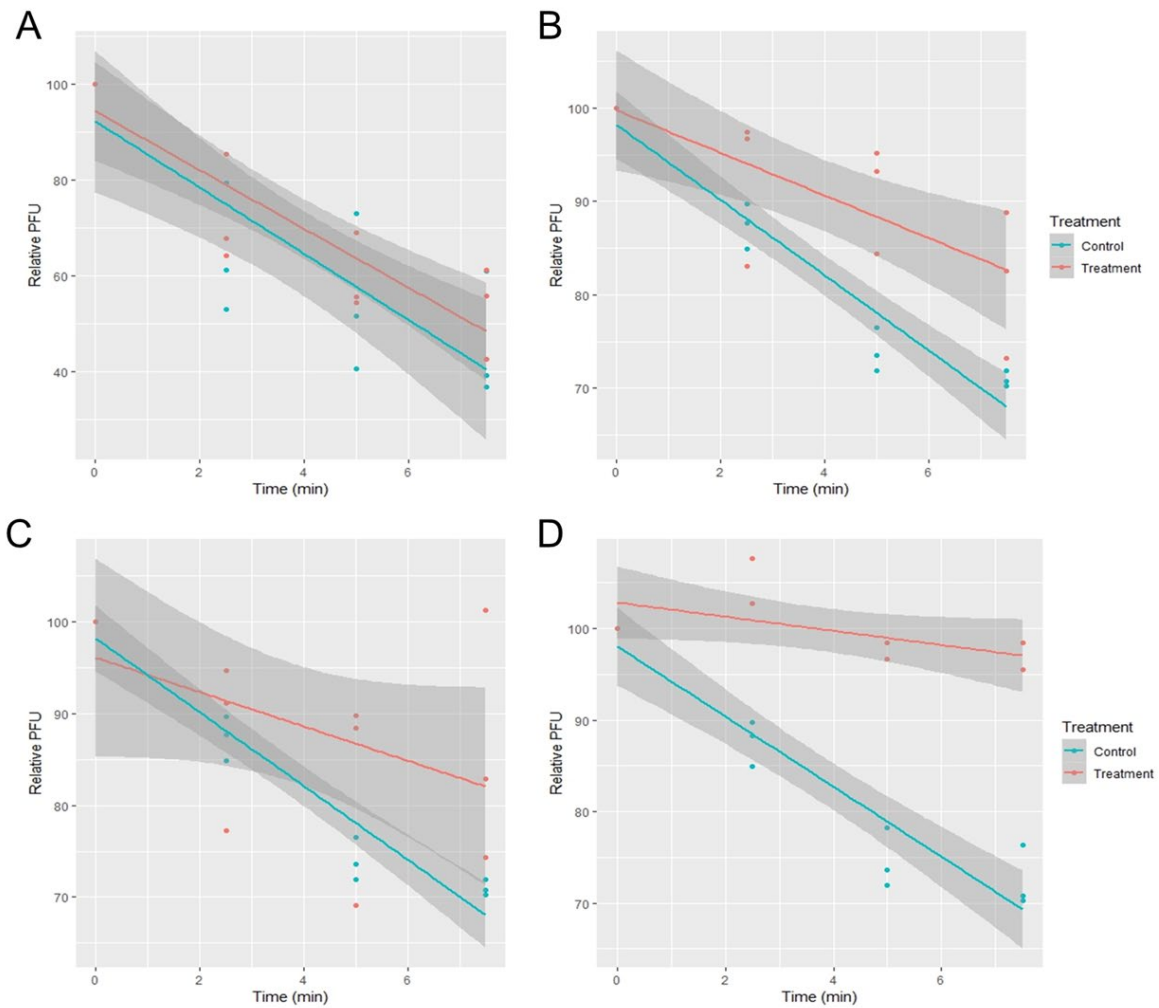 A
100
80
60
40
Relative PFU
0 2 4 6
Time (min)
B
100
90
80
70
Relative PFU
0 2 4 6
Time (min)
Treatment
Control
Treatment
C
100
90
80
70
Relative PFU
0 2 4 6
Time (min)
D
100
90
80
70
Relative PFU
0 2 4 6
Time (min)
Treatment
Control
Treatment